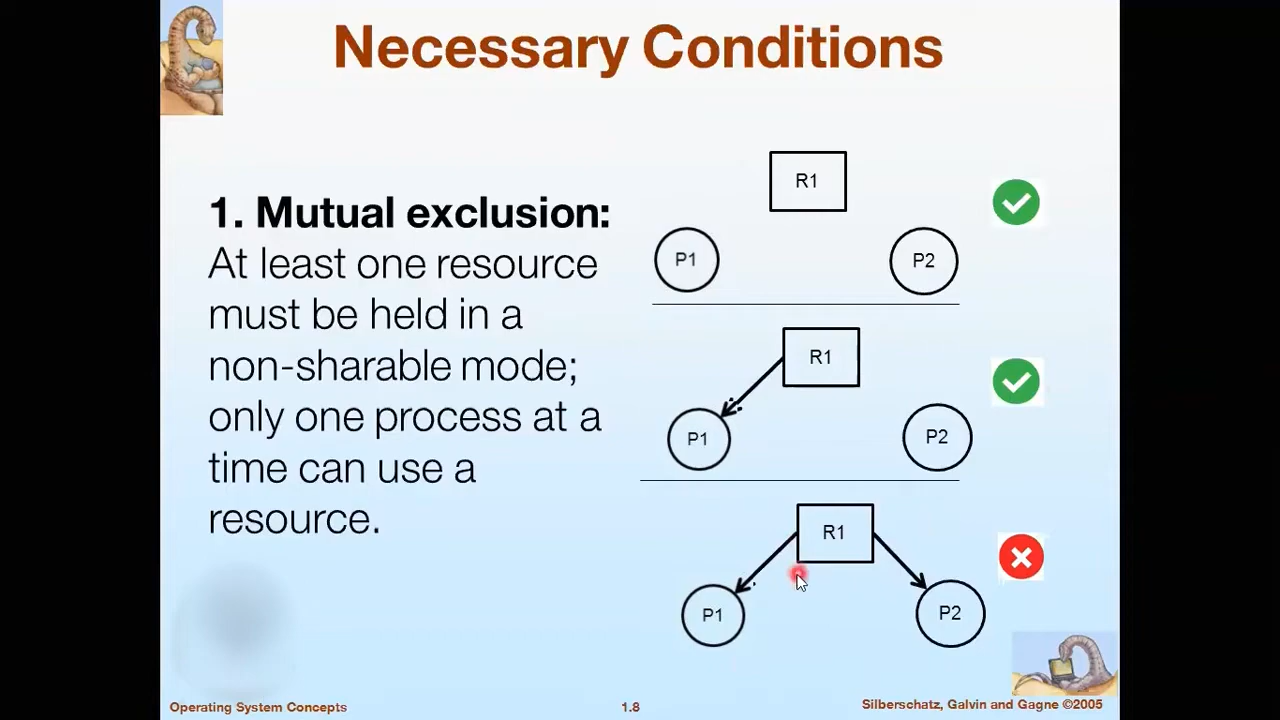 Necessary Conditions
1. Mutual exclusion:
At least one resource
must be held in a
non-sharable mode;
only one process at a
time can use a
resource.
R1
P1
P2
R1
P1
P2
R1
P1
P2
Operating System Concepts
1.8
Silberschatz, Galvin and Gagne ©2005